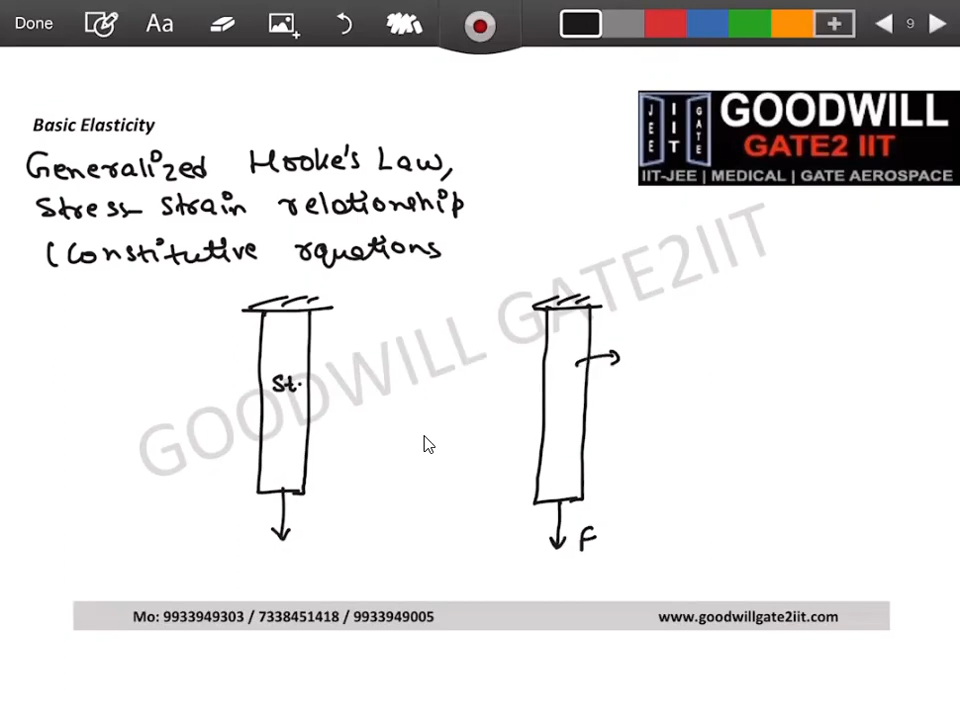 Done
Aa
9
JEE
IIT
GATE
GOODWILL
GATE2 IIT
IIT-JEE | MEDICAL | GATE AEROSPACE
Basic Elasticity
Generalized Hooke's Law,
Stress Strain relationship
(Constitutive rquations
St.
F
GOODWILL GATE2IIT
Mo: 9933949303 / 7338451418 / 9933949005
www.goodwillgate2iit.com